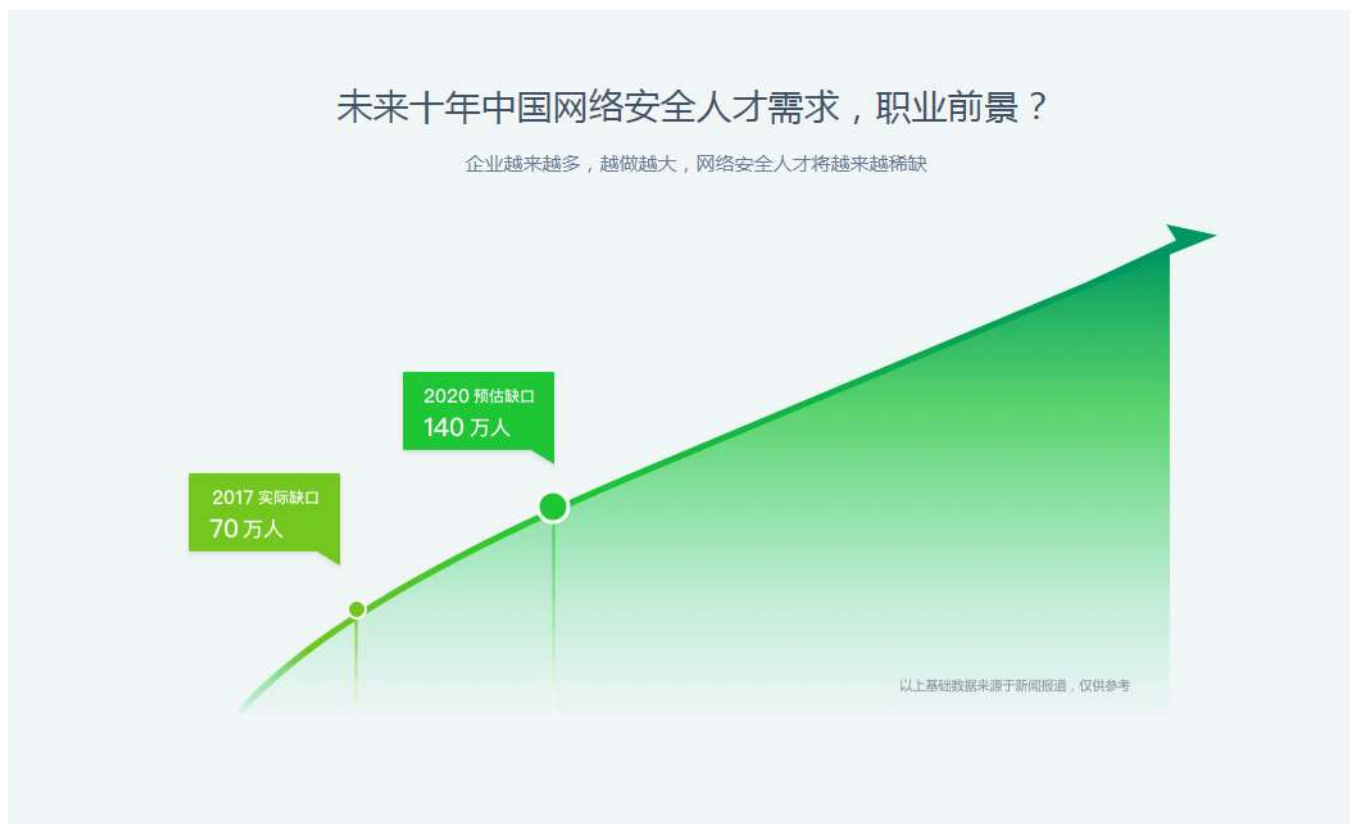 未来十年中国网络安全人才需求，职业前景？
企业越来越多，越做越大，网络安全人才将越来越稀缺
2020 预估缺口
140 万人
2017 实际缺口
70 万人
以上基础数据来源于新闻报道，仅供参考